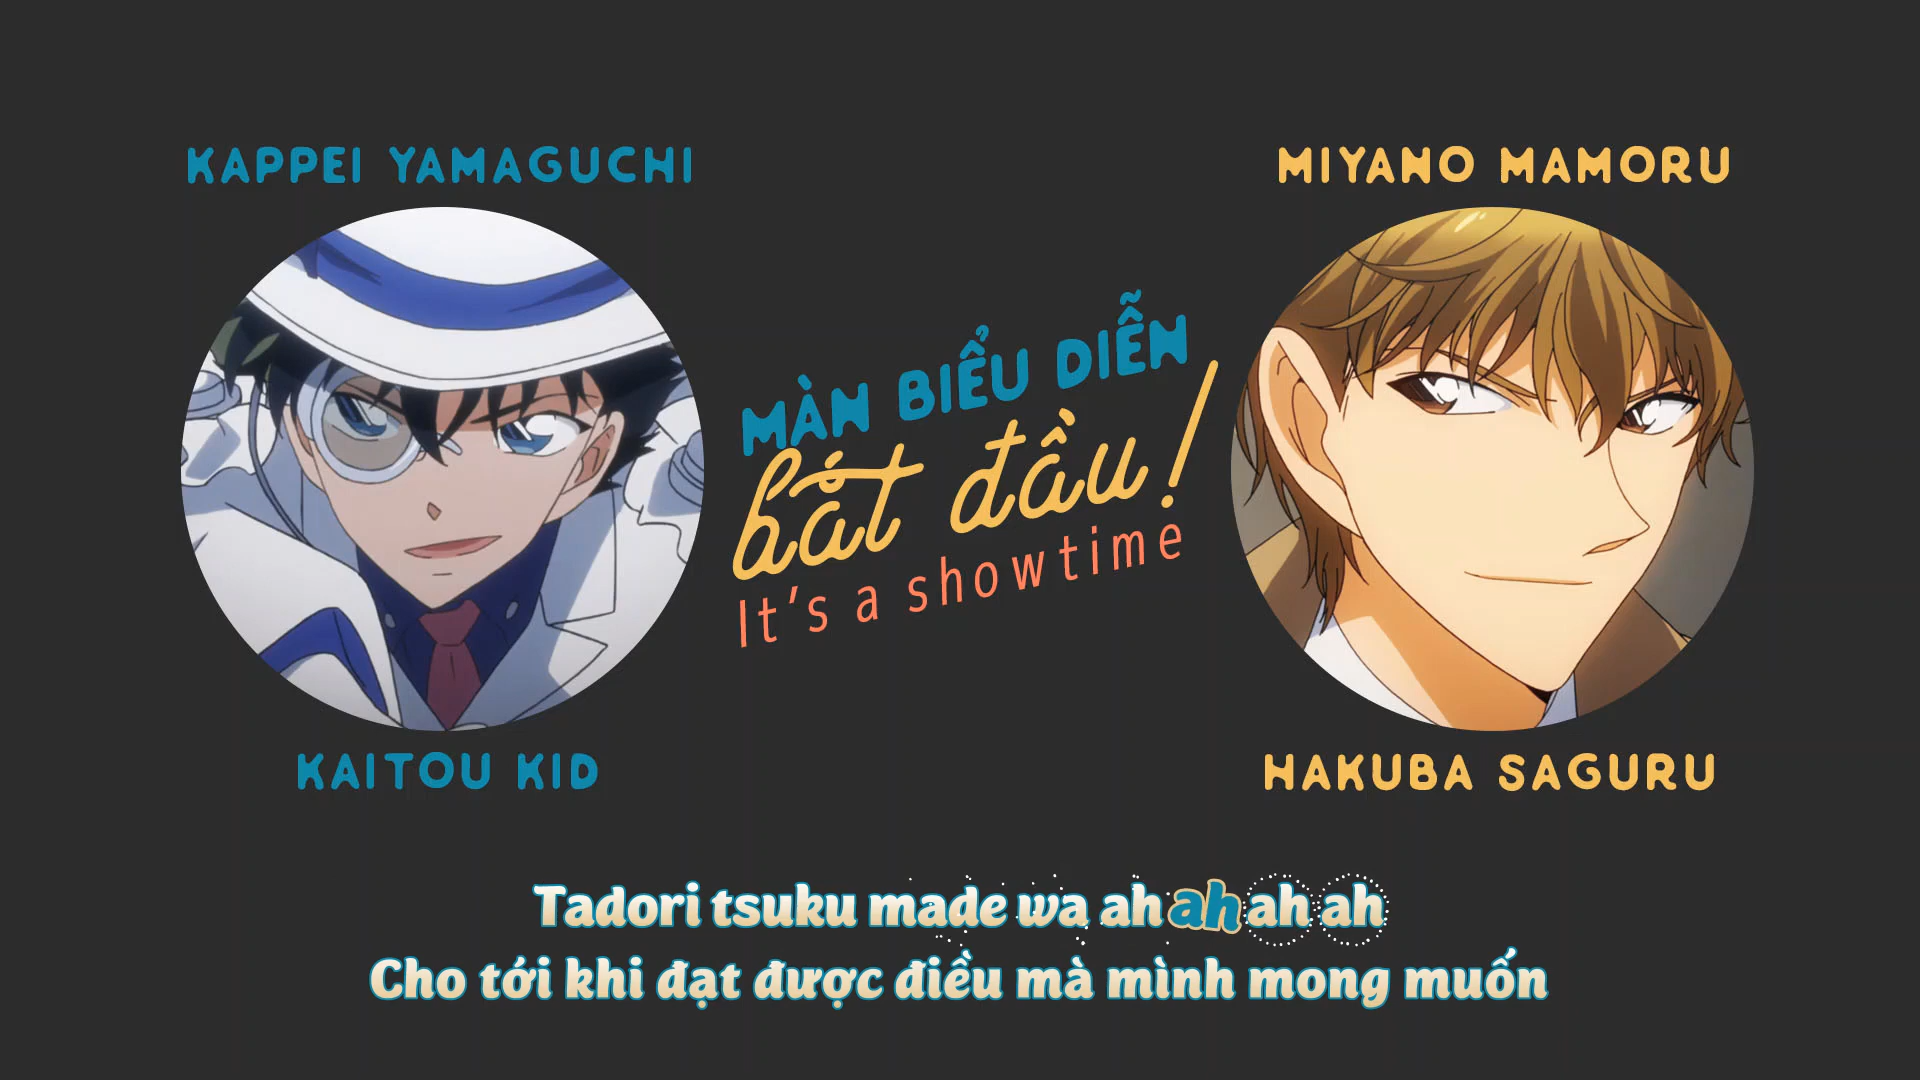 KAPPEI YAMAGUCHI
MIYANO MAMORU
MÀN BIỂU DIỄN
bắt đầu!
It's a showtime
KAITOU KID
HAKUBA SAGURU
Tadori tsuku made wa ah ah ah ah
Cho tới khi đạt được điều mà mình mong muốn